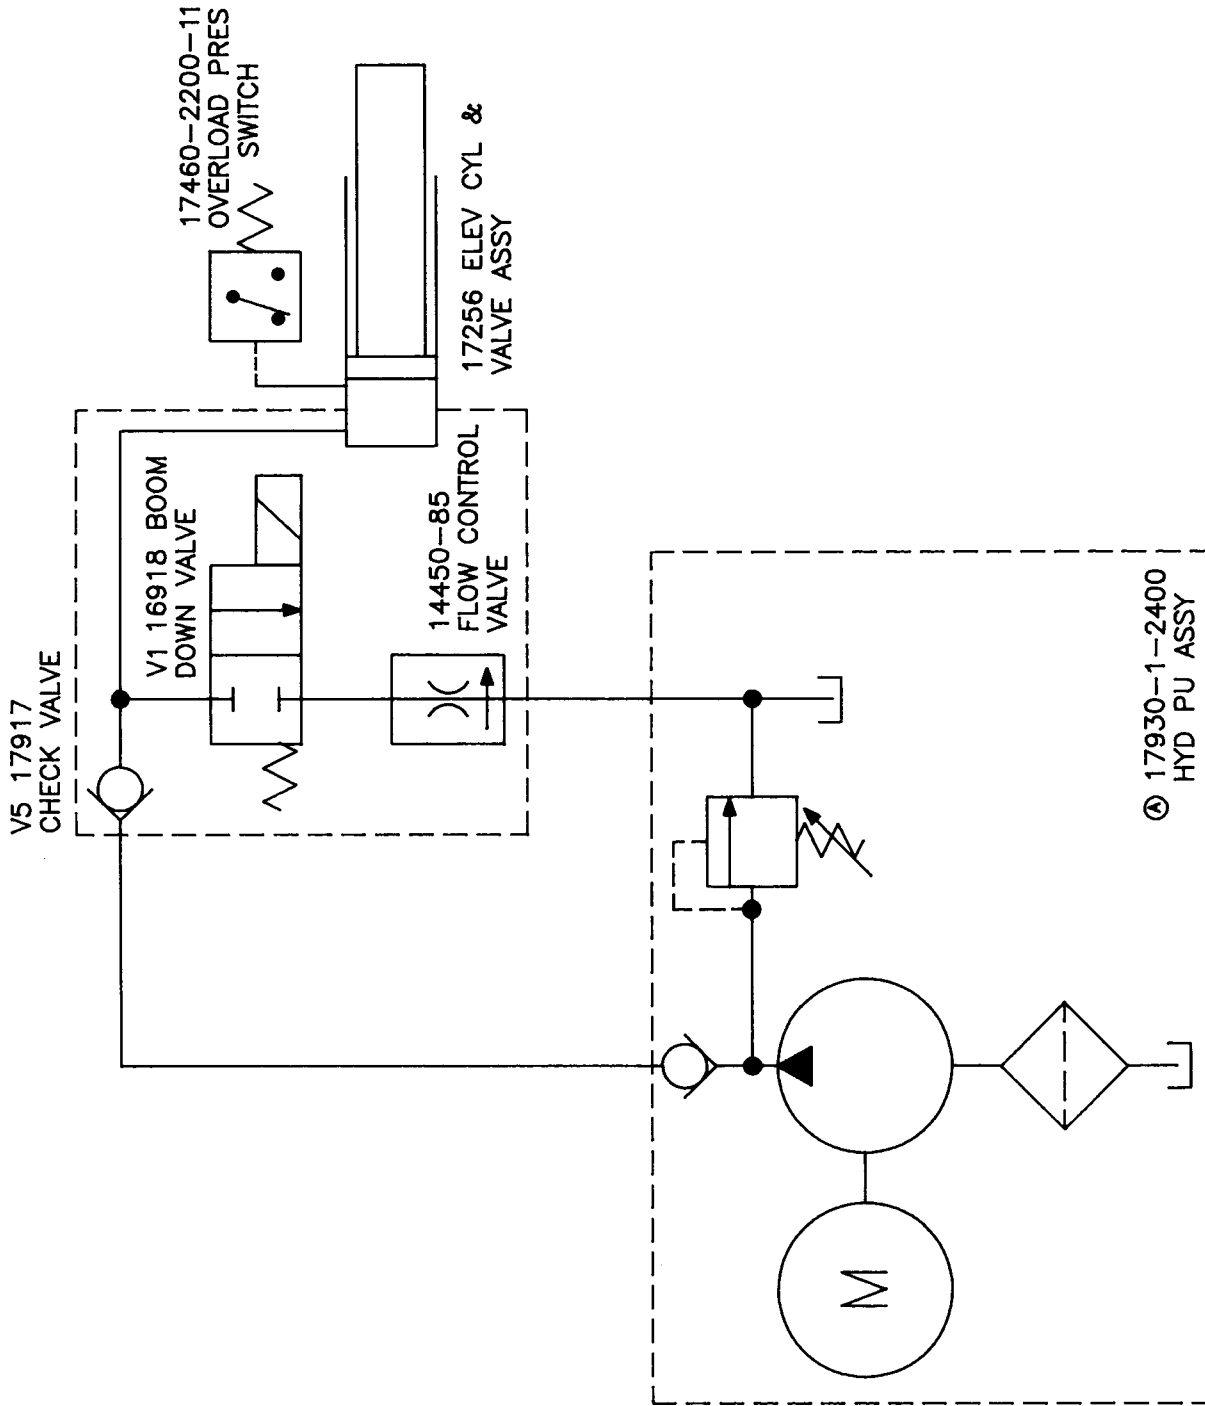 V5 17917
CHECK VALVE
V1 16918 BOOM
DOWN VALVE
17460-2200-11
OVERLOAD PRES
SWITCH
14450-85
FLOW CONTROL
VALVE
17256 ELEV CYL &
VALVE ASSY
M
Ⓐ 17930-1-2400
HYD PU ASSY